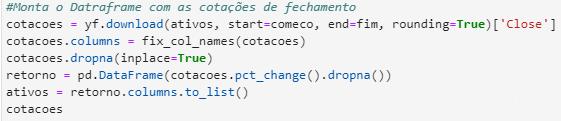 #Monta o Datraframe com as cotações de fechamento
cotacoes = yf.download(ativos, start=comeco, end=fim, rounding=True)['Close']
cotacoes.columns = fix_col_names(cotacoes)
cotacoes.dropna(inplace=True)
retorno = pd.DataFrame(cotacoes.pct_change().dropna())
ativos = retorno.columns.to_list()
cotacoes